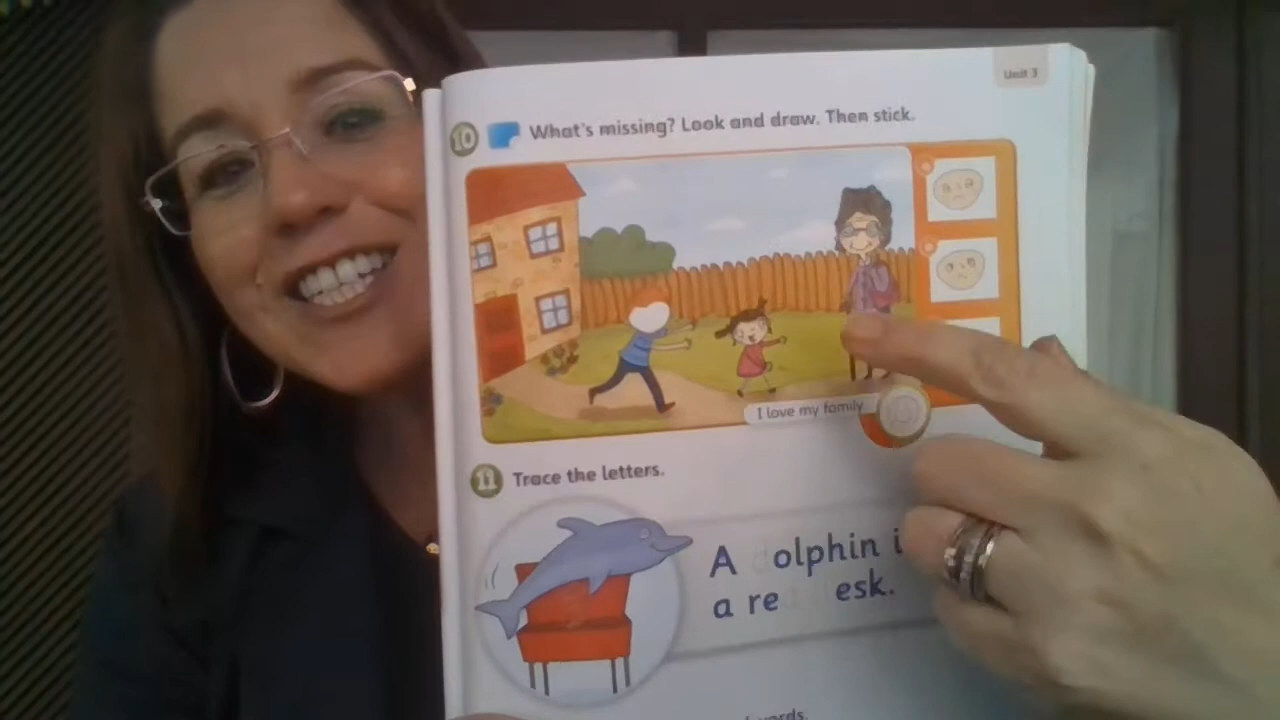 Unit 3
10 What's missing? Look and draw. Then stick.
I love my family
11 Trace the letters.
A dolphin i
a re esk.
words.